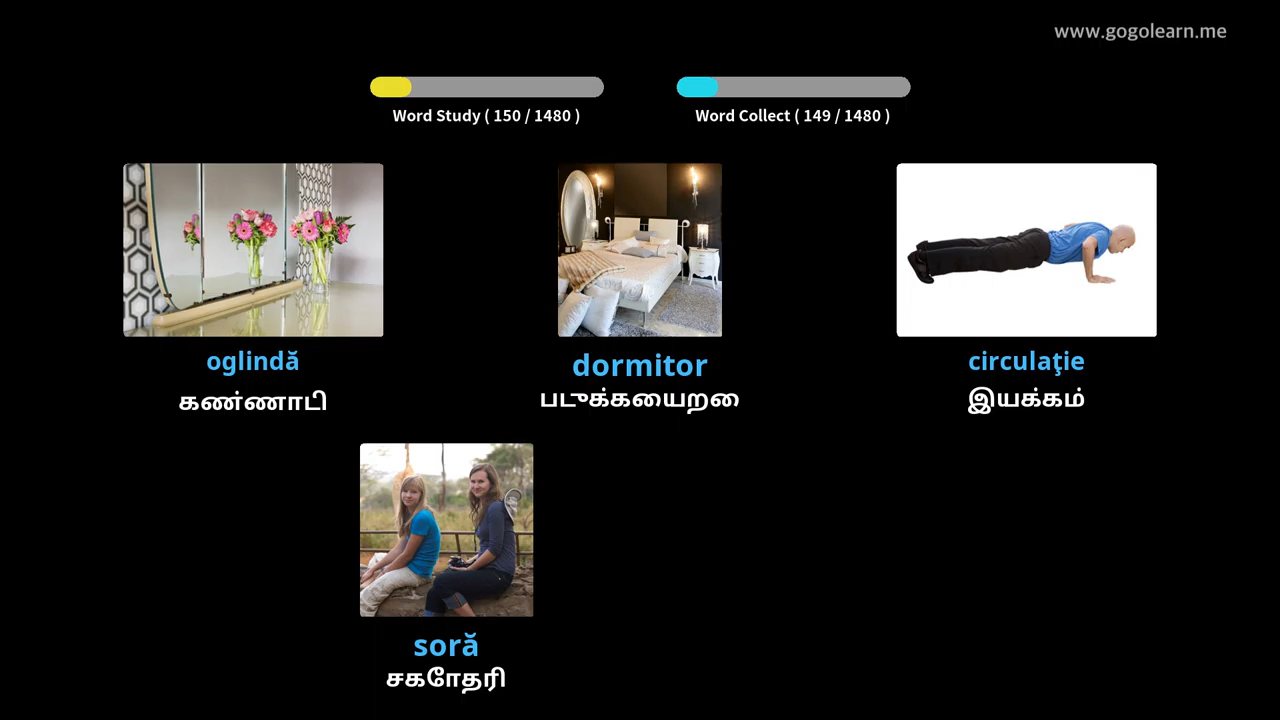 www.gogolearn.me
Word Study ( 150 / 1480 )
Word Collect ( 149 / 1480 )
oglindă
dormitor
circulaţie
கண்ணாடி
படுக்கையறை
இயக்கம்
soră
சகோதரி